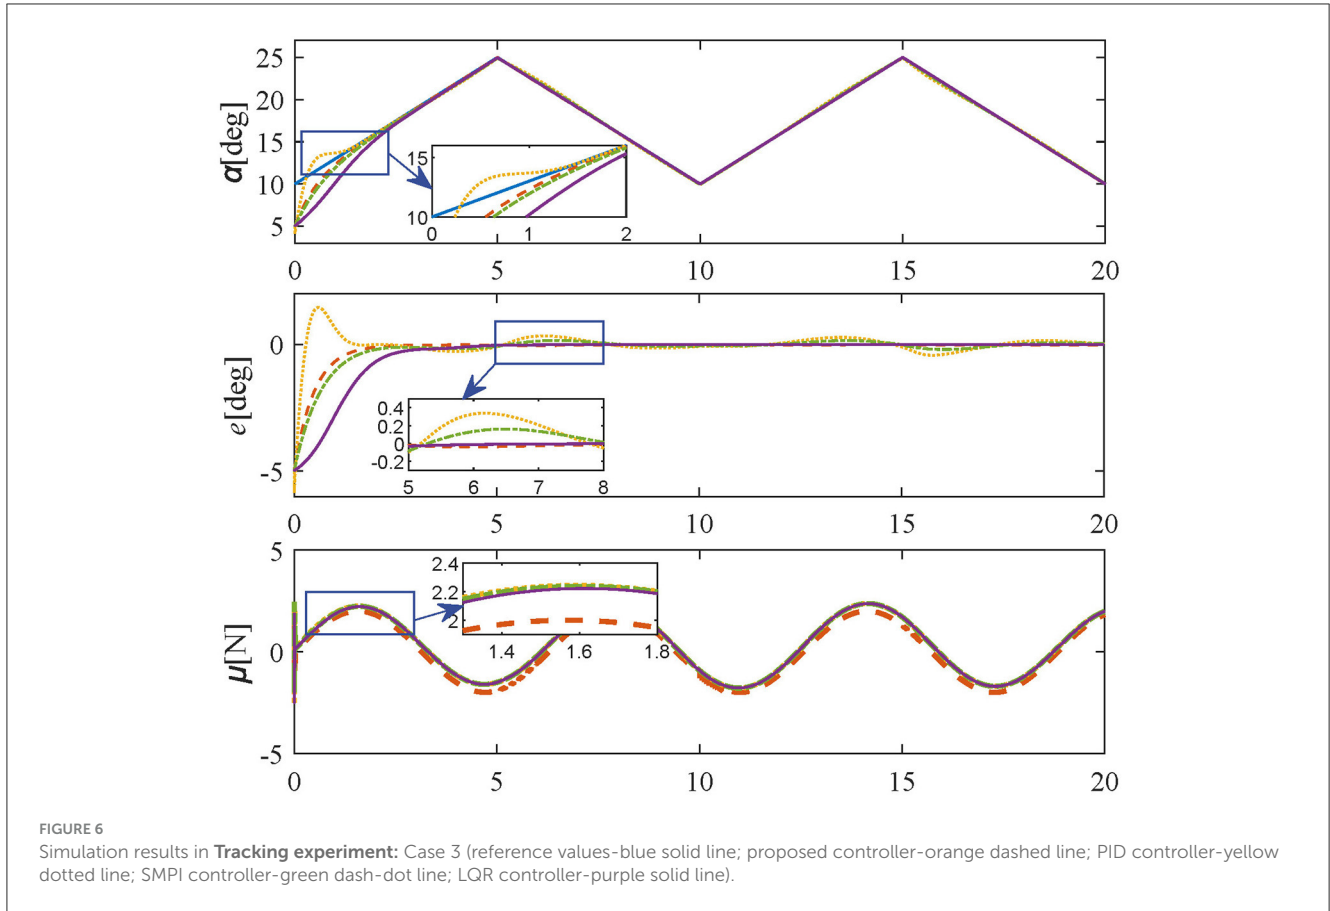 25
20
15
10
5
α[deg]
15
10
0 1 2
0 5 10 15 20
0
-5
e[deg]
0.4
0.2
0
-0.2
5 6 7 8
0 5 10 15 20
5
0
-5
μ[N]
2.4
2.2
2
1.4 1.6 1.8
0 5 10 15 20
FIGURE 6
Simulation results in Tracking experiment: Case 3 (reference values-blue solid line; proposed controller-orange dashed line; PID controller-yellow
dotted line; SMPI controller-green dash-dot line; LQR controller-purple solid line).